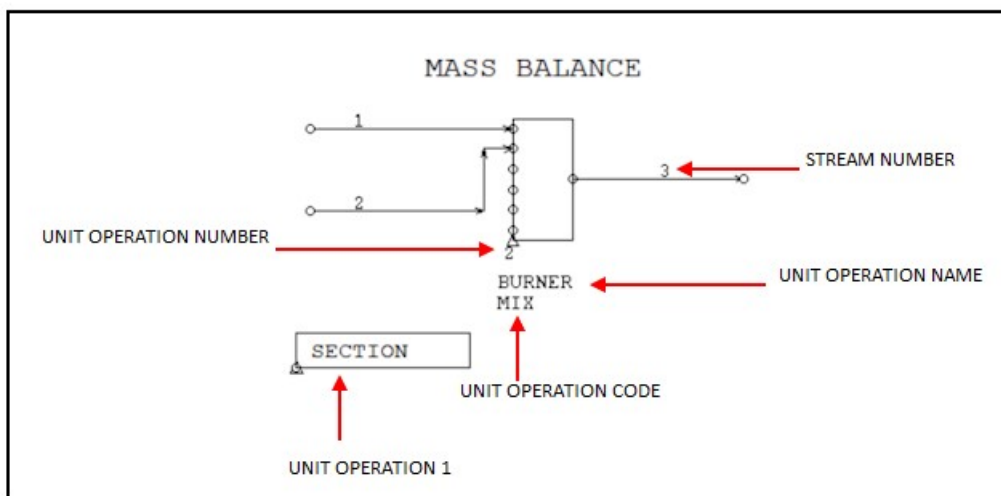 MASS BALANCE
1
STREAM NUMBER
3
2
UNIT OPERATION NUMBER
2
BURNER
MIX
UNIT OPERATION NAME
SECTION
UNIT OPERATION CODE
UNIT OPERATION 1